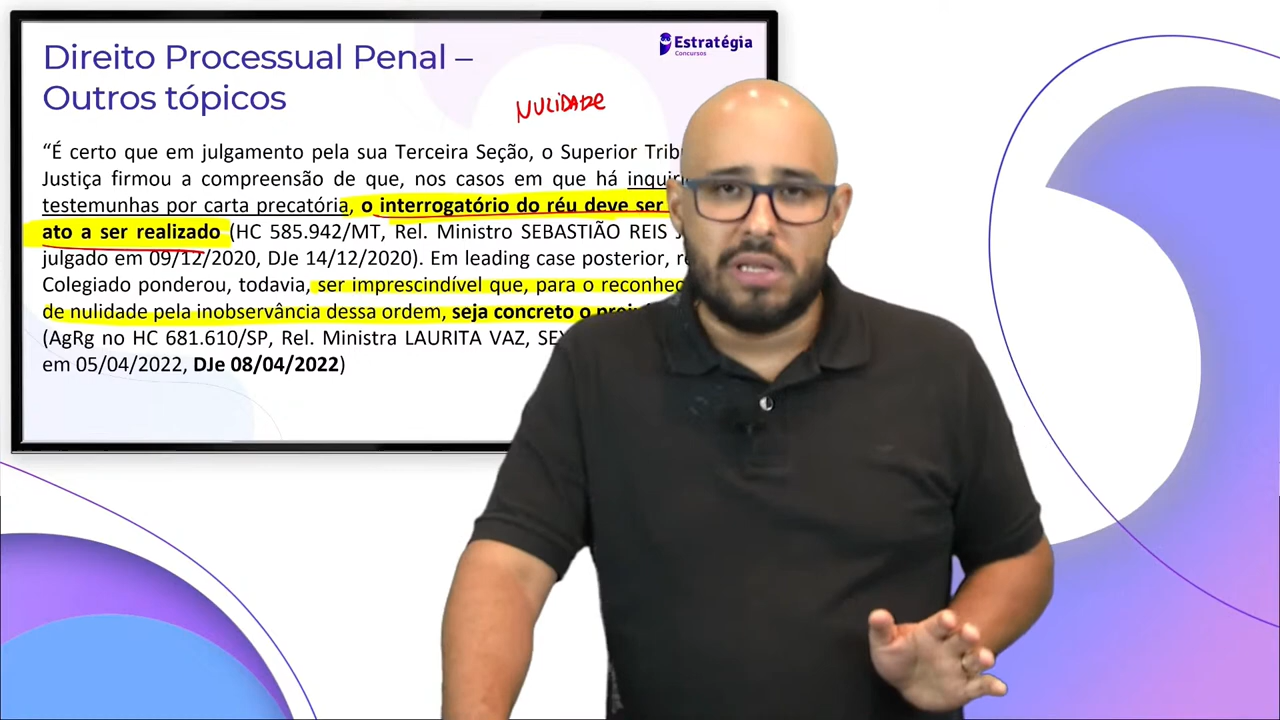 Direito Processual Penal –
Outros tópicos
Estratégia
Concursos
NULIDADE
“É certo que em julgamento pela sua Terceira Seção, o Superior
Justiça firmou a compreensão de que, nos casos em que há
testemunhas por carta precatória, o interrogatório do réu deve ser
ato a ser realizado (HC 585.942/MT, Rel. Ministro SEBASTIÃO REIS
julgado em 09/12/2020, DJe 14/12/2020). Em leading case posterior,
Colegiado ponderou, todavia, ser imprescindível que, para o
de nulidade pela inobservância dessa ordem, seja concreto o
(AgRg no HC 681.610/SP, Rel. Ministra LAURITA VAZ,
em 05/04/2022, DJe 08/04/2022)